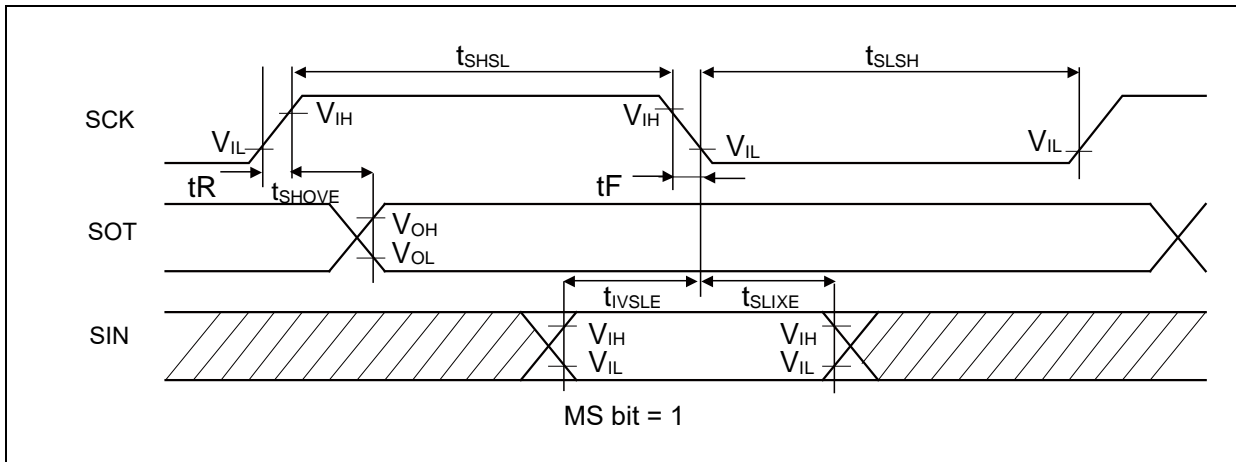 tSHSL
tSLSH
SCK
VIH
VIH
VIL
VIL
VIL
tR
tSHOVE
tF
SOT
VOH
VOL
tIVSLE
tSLIXE
SIN
VIH
VIH
VIL
VIL
MS bit = 1